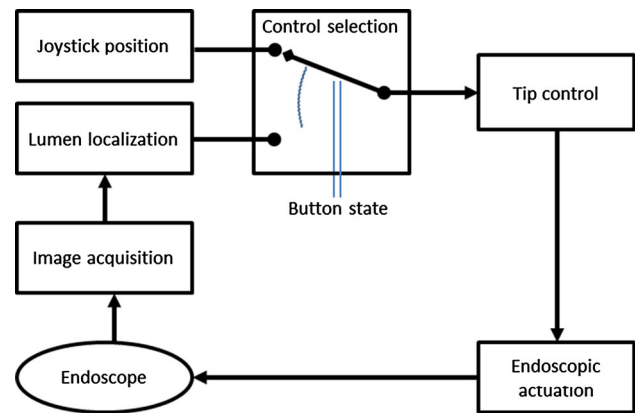 Joystick position
Control selection
Tip control
Lumen localization
Button state
Image acquisition
Endoscope
Endoscopic
actuation